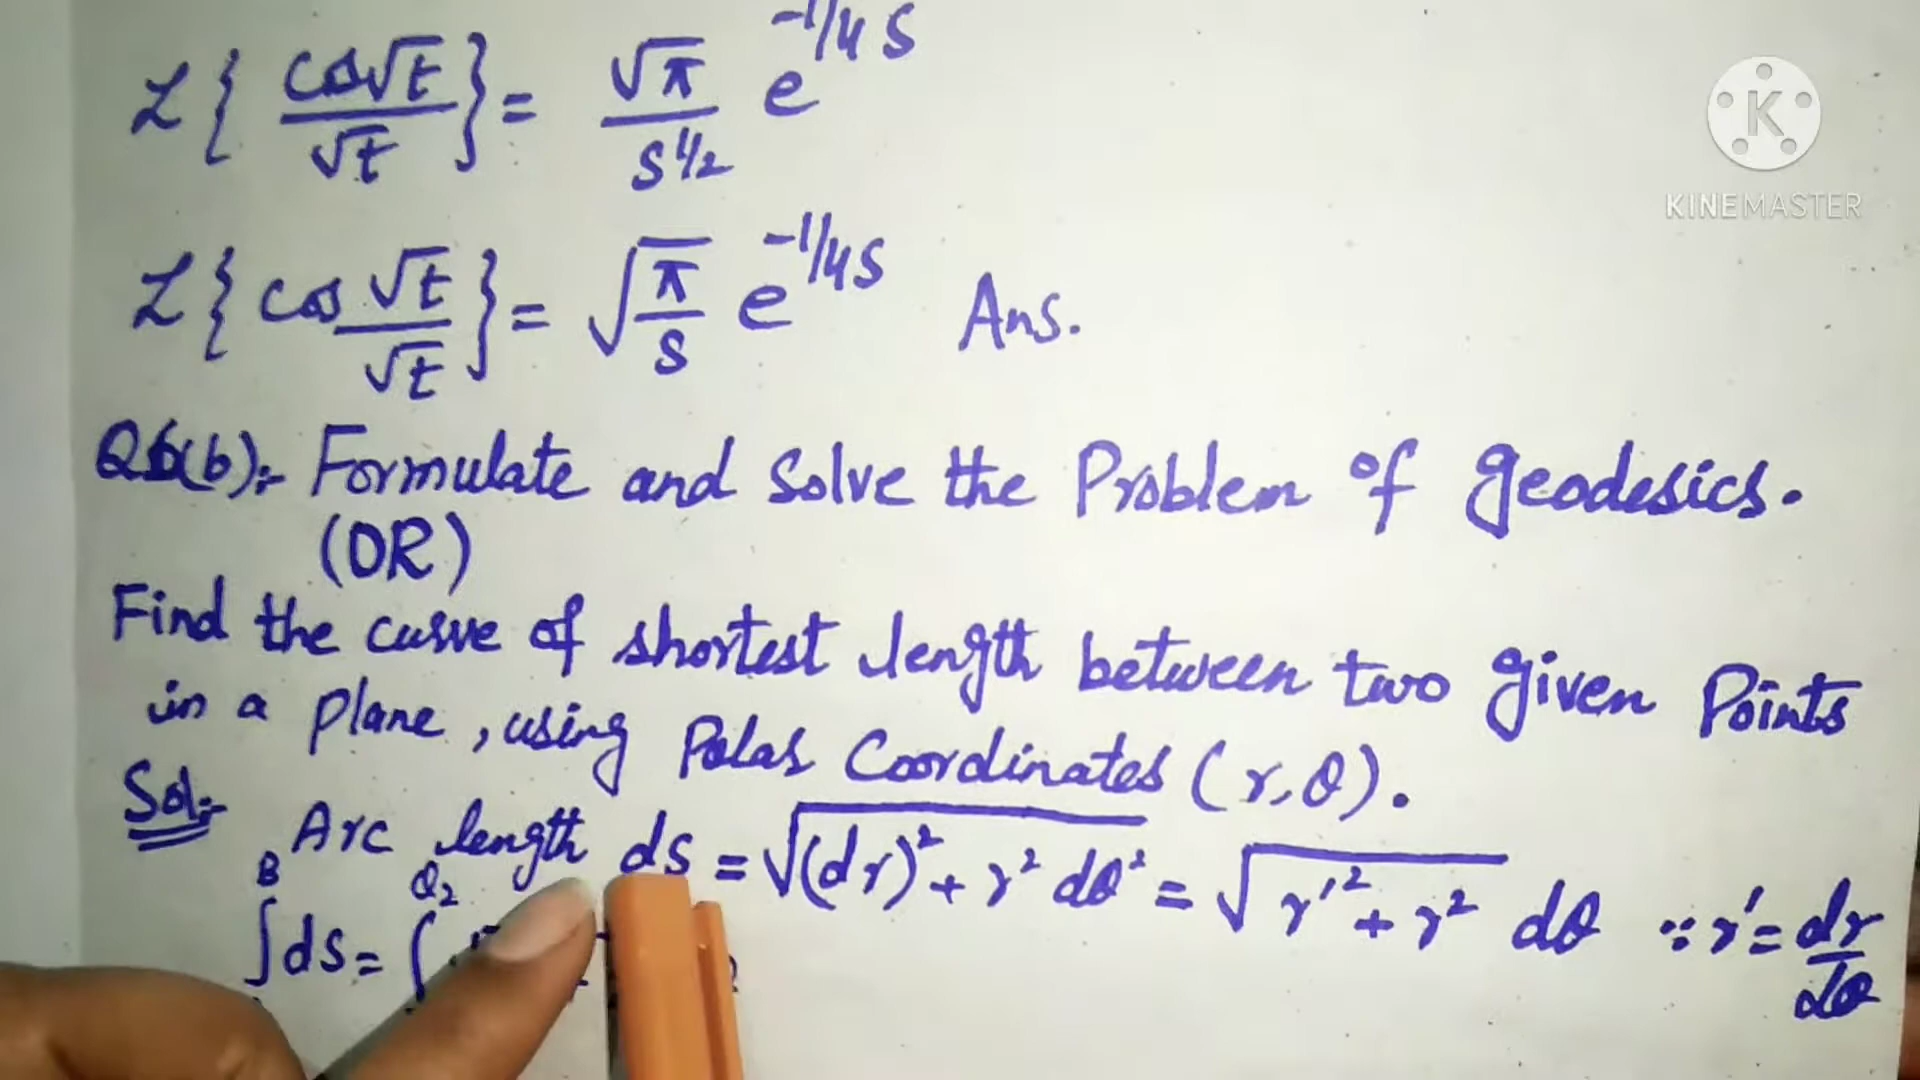 L{ cos√t / √t } = √π / s^1/2 e^-1/4s
K
KINEMASTER
L{ cos √t / √t } = √π/s e^-1/4s Ans.
Q6(b):- Formulate and Solve the Problem of geodesics.
(OR)
Find the curve of shortest length between two given Points
in a plane, using Polar Coordinates (r, θ).
Sol:- Arc length ds = √(dr)² + r² dθ² = √r'² + r² dθ ∵ r' = dr/dθ
B θ₂
∫ds = ∫